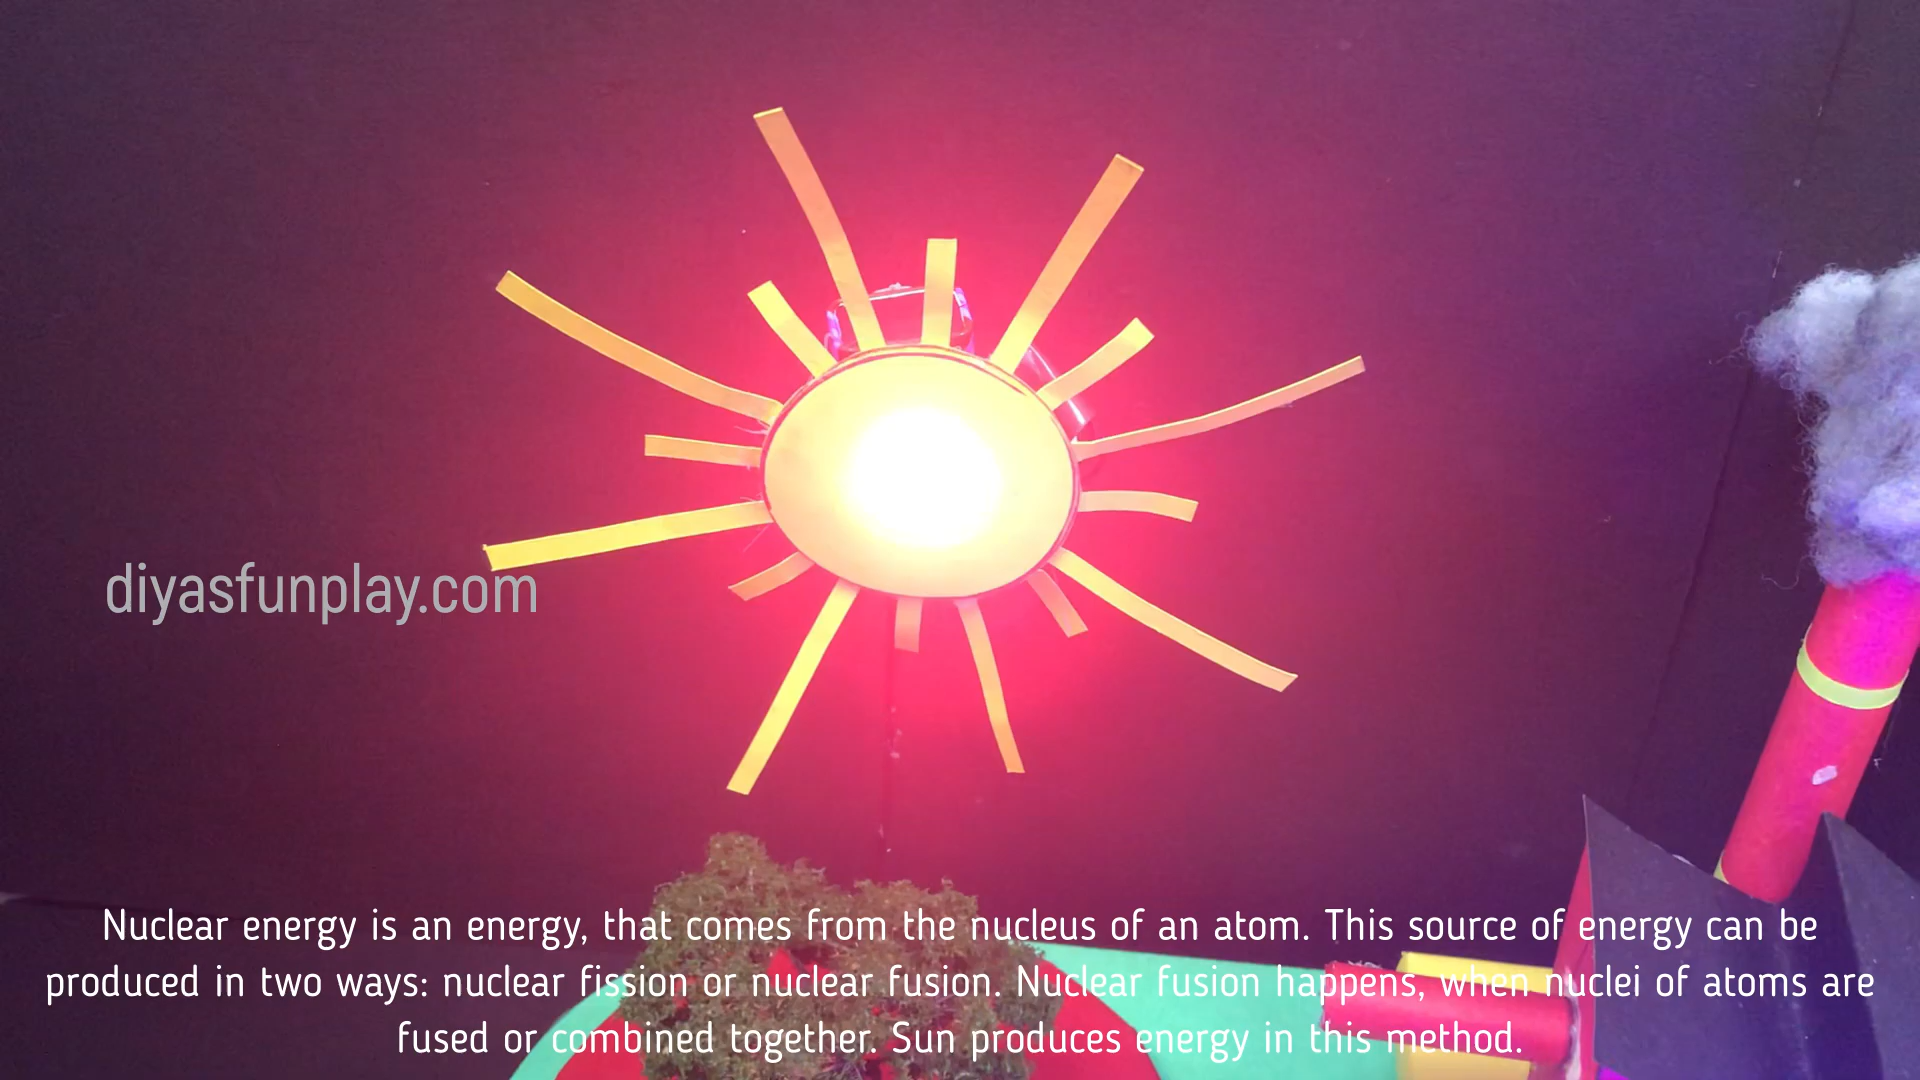 diyasfunplay.com
Nuclear energy is an energy, that comes from the nucleus of an atom. This source of energy can be
produced in two ways: nuclear fission or nuclear fusion. Nuclear fusion happens, when nuclei of atoms are
fused or combined together. Sun produces energy in this method.